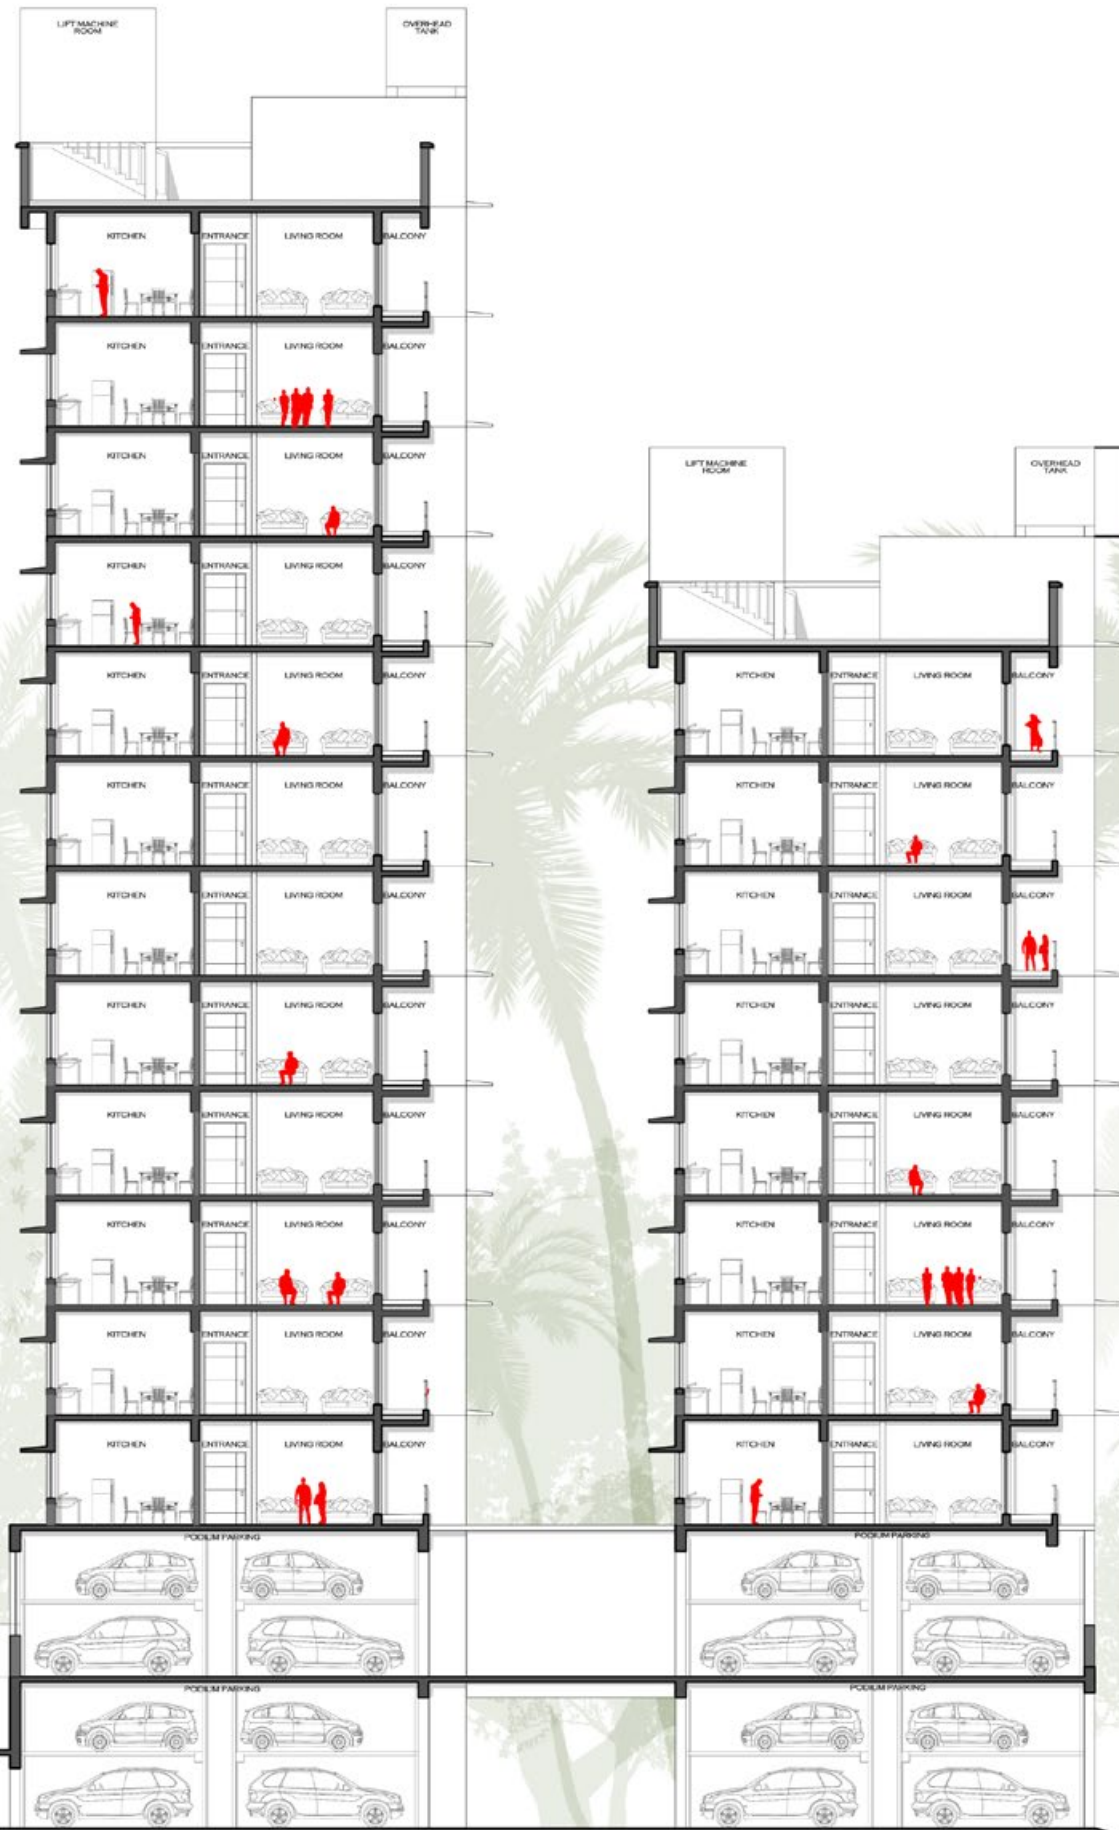 LIFT MACHINE
ROOM
OVERHEAD
TANK
KITCHEN ENTRANCE LIVING ROOM BALCONY
KITCHEN ENTRANCE LIVING ROOM BALCONY
KITCHEN ENTRANCE LIVING ROOM BALCONY
LIFT MACHINE
ROOM
OVERHEAD
TANK
KITCHEN ENTRANCE LIVING ROOM BALCONY
KITCHEN ENTRANCE LIVING ROOM BALCONY KITCHEN ENTRANCE LIVING ROOM BALCONY
KITCHEN ENTRANCE LIVING ROOM BALCONY KITCHEN ENTRANCE LIVING ROOM BALCONY
KITCHEN ENTRANCE LIVING ROOM BALCONY KITCHEN ENTRANCE LIVING ROOM BALCONY
KITCHEN ENTRANCE LIVING ROOM BALCONY KITCHEN ENTRANCE LIVING ROOM BALCONY
KITCHEN ENTRANCE LIVING ROOM BALCONY KITCHEN ENTRANCE LIVING ROOM BALCONY
KITCHEN ENTRANCE LIVING ROOM BALCONY KITCHEN ENTRANCE LIVING ROOM BALCONY
KITCHEN ENTRANCE LIVING ROOM BALCONY KITCHEN ENTRANCE LIVING ROOM BALCONY
KITCHEN ENTRANCE LIVING ROOM BALCONY KITCHEN ENTRANCE LIVING ROOM BALCONY
PODIUM PARKING PODIUM PARKING
PODIUM PARKING PODIUM PARKING